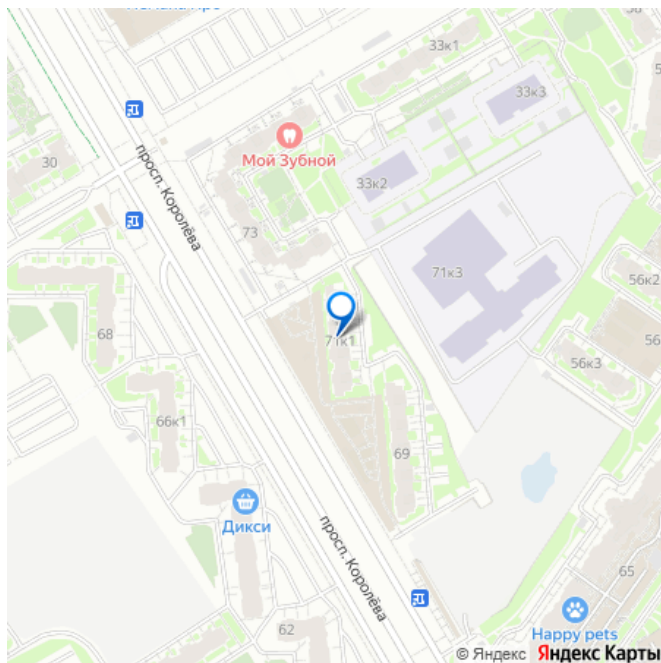 33к1
33к3
Мой Зубной
33к2
30
просп. Королёва
73
71к3
56к2
68
71к1
56
56к3
66к1
69
Дикси
просп. Королёва
65
62
Happy pets
© Яндекс Яндекс Карты